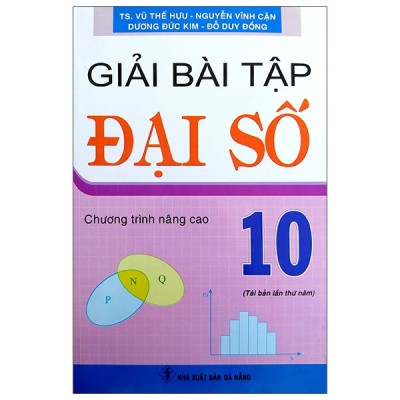 TS. VŨ THẾ HỰU - NGUYỄN VĨNH CẬN
DƯƠNG ĐỨC KIM - ĐỖ DUY ĐỒNG
GIẢI BÀI TẬP
ĐẠI SỐ
Chương trình nâng cao
10
(Tái bản lần thứ năm)
P
N
Q
NHÀ XUẤT BẢN ĐÀ NẴNG